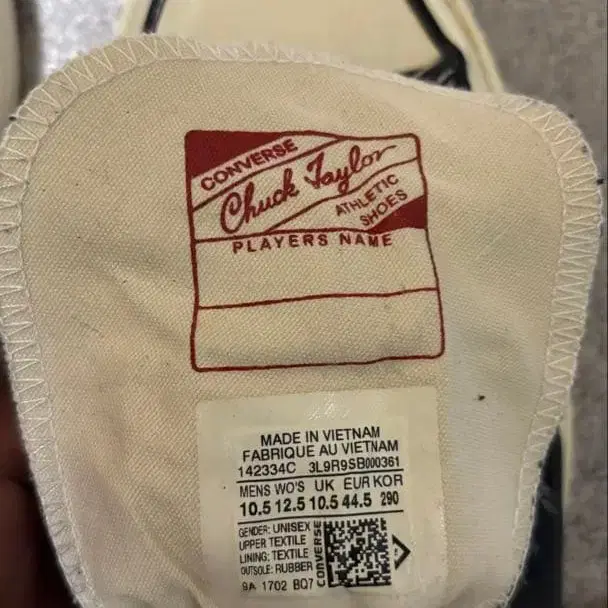 CONVERSE
Chuck Taylor
ATHLETIC
SHOES
PLAYERS NAME
MADE IN VIETNAM
FABRIQUE AU VIETNAM
142334C 3L9R9SB000361
MENS WO'S UK EUR KOR
10.5 12.5 10.5 44.5 290
GENDER: UNISEX
UPPER TEXTILE
LINING: TEXTILE
OUTSOLE: RUBBER
9A 1702 BQ7
CONVERSE